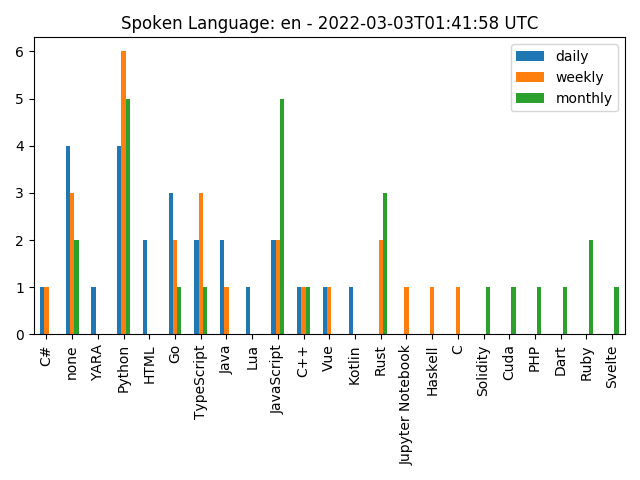 Spoken Language: en - 2022-03-03T01:41:58 UTC
daily
weekly
monthly
6
5
4
3
2
1
0
C#
none
YARA
Python
HTML
Go
TypeScript
Java
Lua
JavaScript
C++
Vue
Kotlin
Rust
Jupyter Notebook
Haskell
C
Solidity
Cuda
PHP
Dart
Ruby
Svelte